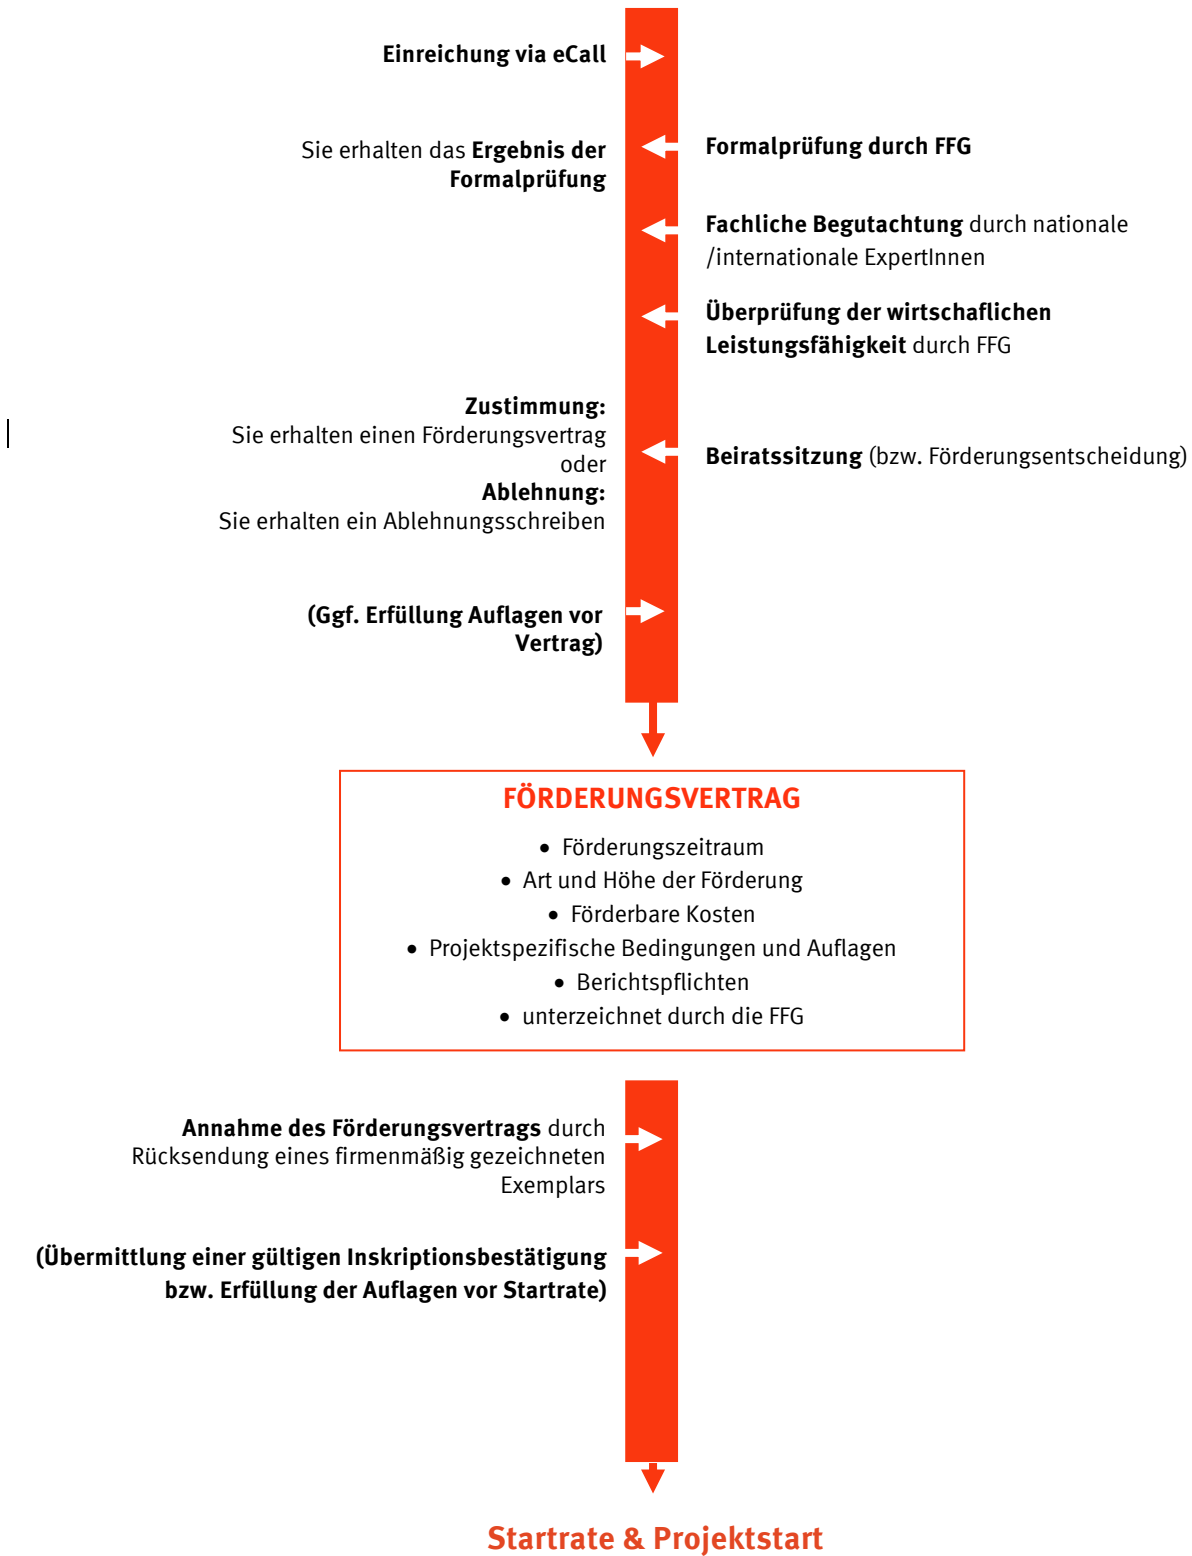 Einreichung via eCall
Sie erhalten das Ergebnis der
Formalprüfung
Formalprüfung durch FFG
Fachliche Begutachtung durch nationale
/internationale ExpertInnen
Überprüfung der wirtschaflichen
Leistungsfähigkeit durch FFG
Zustimmung:
Sie erhalten einen Förderungsvertrag
oder
Ablehnung:
Sie erhalten ein Ablehnungsschreiben
Beiratssitzung (bzw. Förderungsentscheidung)
(Ggf. Erfüllung Auflagen vor
Vertrag)
FÖRDERUNGSVERTRAG
• Förderungszeitraum
• Art und Höhe der Förderung
• Förderbare Kosten
• Projektspezifische Bedingungen und Auflagen
• Berichtspflichten
• unterzeichnet durch die FFG
Annahme des Förderungsvertrags durch
Rücksendung eines firmenmäßig gezeichneten
Exemplars
(Übermittlung einer gültigen Inskriptionsbestätigung
bzw. Erfüllung der Auflagen vor Startrate)
Startrate & Projektstart